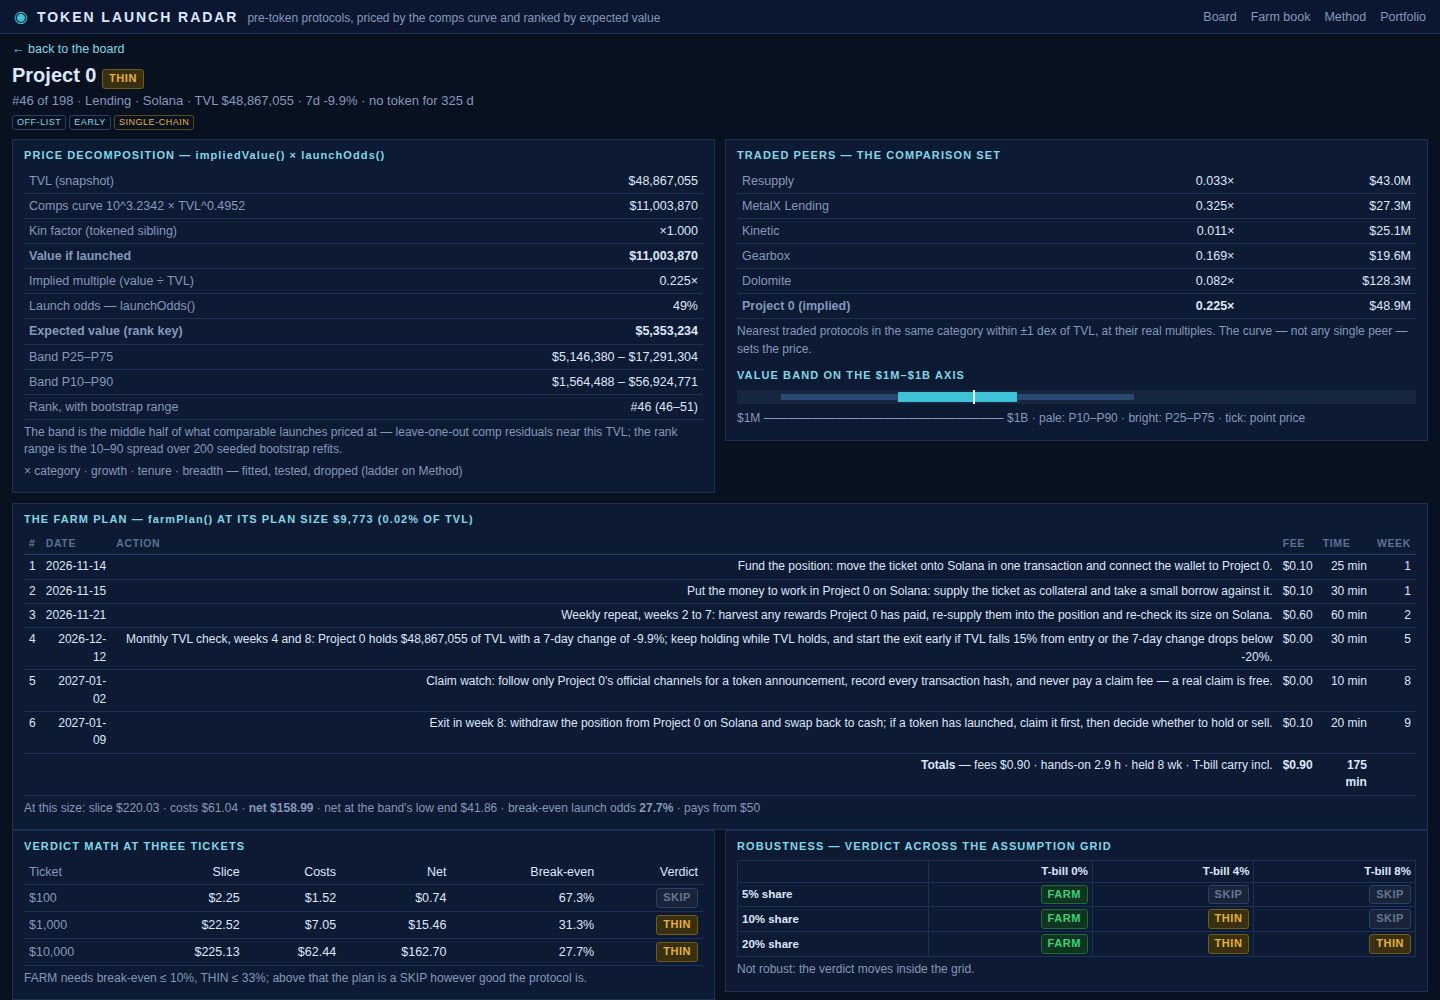 ◉ TOKEN LAUNCH RADAR pre-token protocols, priced by the comps curve and ranked by expected value Board Farm book Method Portfolio
← back to the board
Project 0 THIN
#46 of 198 · Lending · Solana · TVL $48,867,055 · 7d -9.9% · no token for 325 d
OFF-LIST EARLY SINGLE-CHAIN
PRICE DECOMPOSITION — impliedValue() × launchOdds()
TVL (snapshot) $48,867,055
Comps curve 10^3.2342 × TVL^0.4952 $11,003,870
Kin factor (tokened sibling) ×1.000
Value if launched $11,003,870
Implied multiple (value ÷ TVL) 0.225×
Launch odds — launchOdds() 49%
Expected value (rank key) $5,353,234
Band P25–P75 $5,146,380 – $17,291,304
Band P10–P90 $1,564,488 – $56,924,771
Rank, with bootstrap range #46 (46–51)
The band is the middle half of what comparable launches priced at — leave-one-out comp residuals near this TVL; the rank
range is the 10–90 spread over 200 seeded bootstrap refits.
× category · growth · tenure · breadth — fitted, tested, dropped (ladder on Method)
TRADED PEERS — THE COMPARISON SET
Resupply 0.033× $43.0M
MetalX Lending 0.325× $27.3M
Kinetic 0.011× $25.1M
Gearbox 0.169× $19.6M
Dolomite 0.082× $128.3M
Project 0 (implied) 0.225× $48.9M
Nearest traded protocols in the same category within ±1 dex of TVL, at their real multiples. The curve — not any single peer —
sets the price.
VALUE BAND ON THE $1M–$1B AXIS
$1M ———————————————————— $1B · pale: P10–P90 · bright: P25–P75 · tick: point price
THE FARM PLAN — farmPlan() AT ITS PLAN SIZE $9,773 (0.02% OF TVL)
# DATE ACTION FEE TIME WEEK
1 2026-11-14 Fund the position: move the ticket onto Solana in one transaction and connect the wallet to Project 0. $0.10 25 min 1
2 2026-11-15 Put the money to work in Project 0 on Solana: supply the ticket as collateral and take a small borrow against it. $0.10 30 min 1
3 2026-11-21 Weekly repeat, weeks 2 to 7: harvest any rewards Project 0 has paid, re-supply them into the position and re-check its size on Solana. $0.60 60 min 2
4 2026-12- Monthly TVL check, weeks 4 and 8: Project 0 holds $48,867,055 of TVL with a 7-day change of -9.9%; keep holding while TVL holds, and start the exit early if TVL falls 15% from entry or the 7-day change drops below $0.00 30 min 5
12 -20%.
5 2027-01- Claim watch: follow only Project 0's official channels for a token announcement, record every transaction hash, and never pay a claim fee — a real claim is free. $0.00 10 min 8
02
6 2027-01- Exit in week 8: withdraw the position from Project 0 on Solana and swap back to cash; if a token has launched, claim it first, then decide whether to hold or sell. $0.10 20 min 9
09
Totals — fees $0.90 · hands-on 2.9 h · held 8 wk · T-bill carry incl. $0.90 175
min
At this size: slice $220.03 · costs $61.04 · net $158.99 · net at the band's low end $41.86 · break-even launch odds 27.7% · pays from $50
VERDICT MATH AT THREE TICKETS
Ticket Slice Costs Net Break-even Verdict
$100 $2.25 $1.52 $0.74 67.3% SKIP
$1,000 $22.52 $7.05 $15.46 31.3% THIN
$10,000 $225.13 $62.44 $162.70 27.7% THIN
FARM needs break-even ≤ 10%, THIN ≤ 33%; above that the plan is a SKIP however good the protocol is.
ROBUSTNESS — VERDICT ACROSS THE ASSUMPTION GRID
T-bill 0% T-bill 4% T-bill 8%
5% share FARM SKIP SKIP
10% share FARM THIN SKIP
20% share FARM THIN THIN
Not robust: the verdict moves inside the grid.